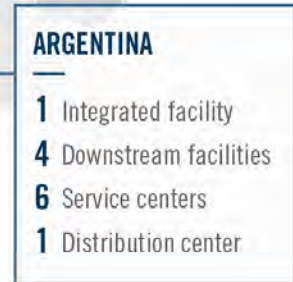 ARGENTINA
1 Integrated facility
4 Downstream facilities
6 Service centers
1 Distribution center